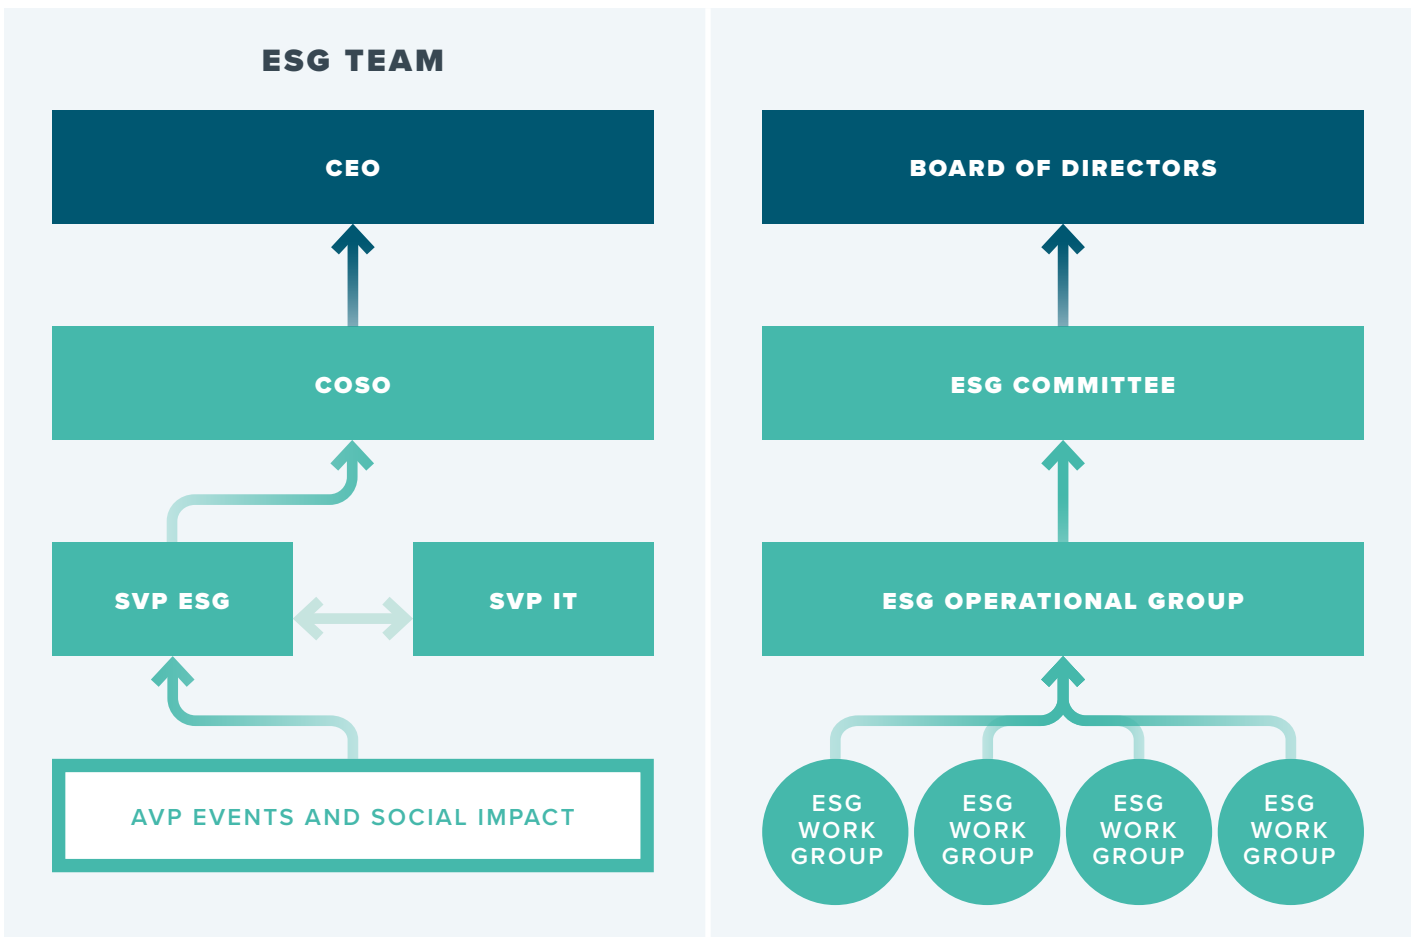 ESG TEAM
CEO
COSO
SVP ESG
SVP IT
AVP EVENTS AND SOCIAL IMPACT
BOARD OF DIRECTORS
ESG COMMITTEE
ESG OPERATIONAL GROUP
ESG
WORK
GROUP
ESG
WORK
GROUP
ESG
WORK
GROUP
ESG
WORK
GROUP